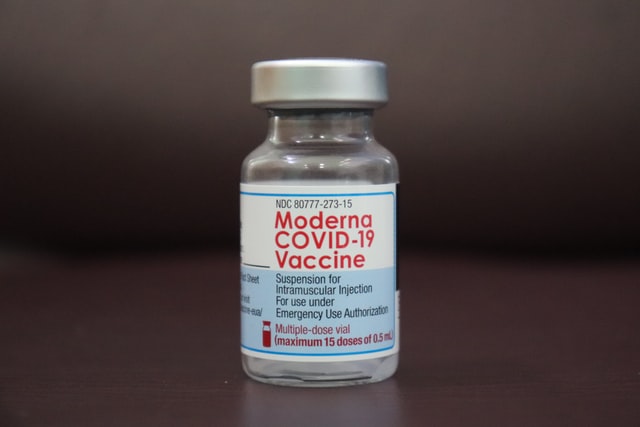 NDC 80777-273-15
Moderna
COVID-19
Vaccine
Suspension for
Intramuscular Injection
For use under
Emergency Use Authorization
Multiple-dose vial
(maximum 15 doses of 0.5 mL)
Sheet